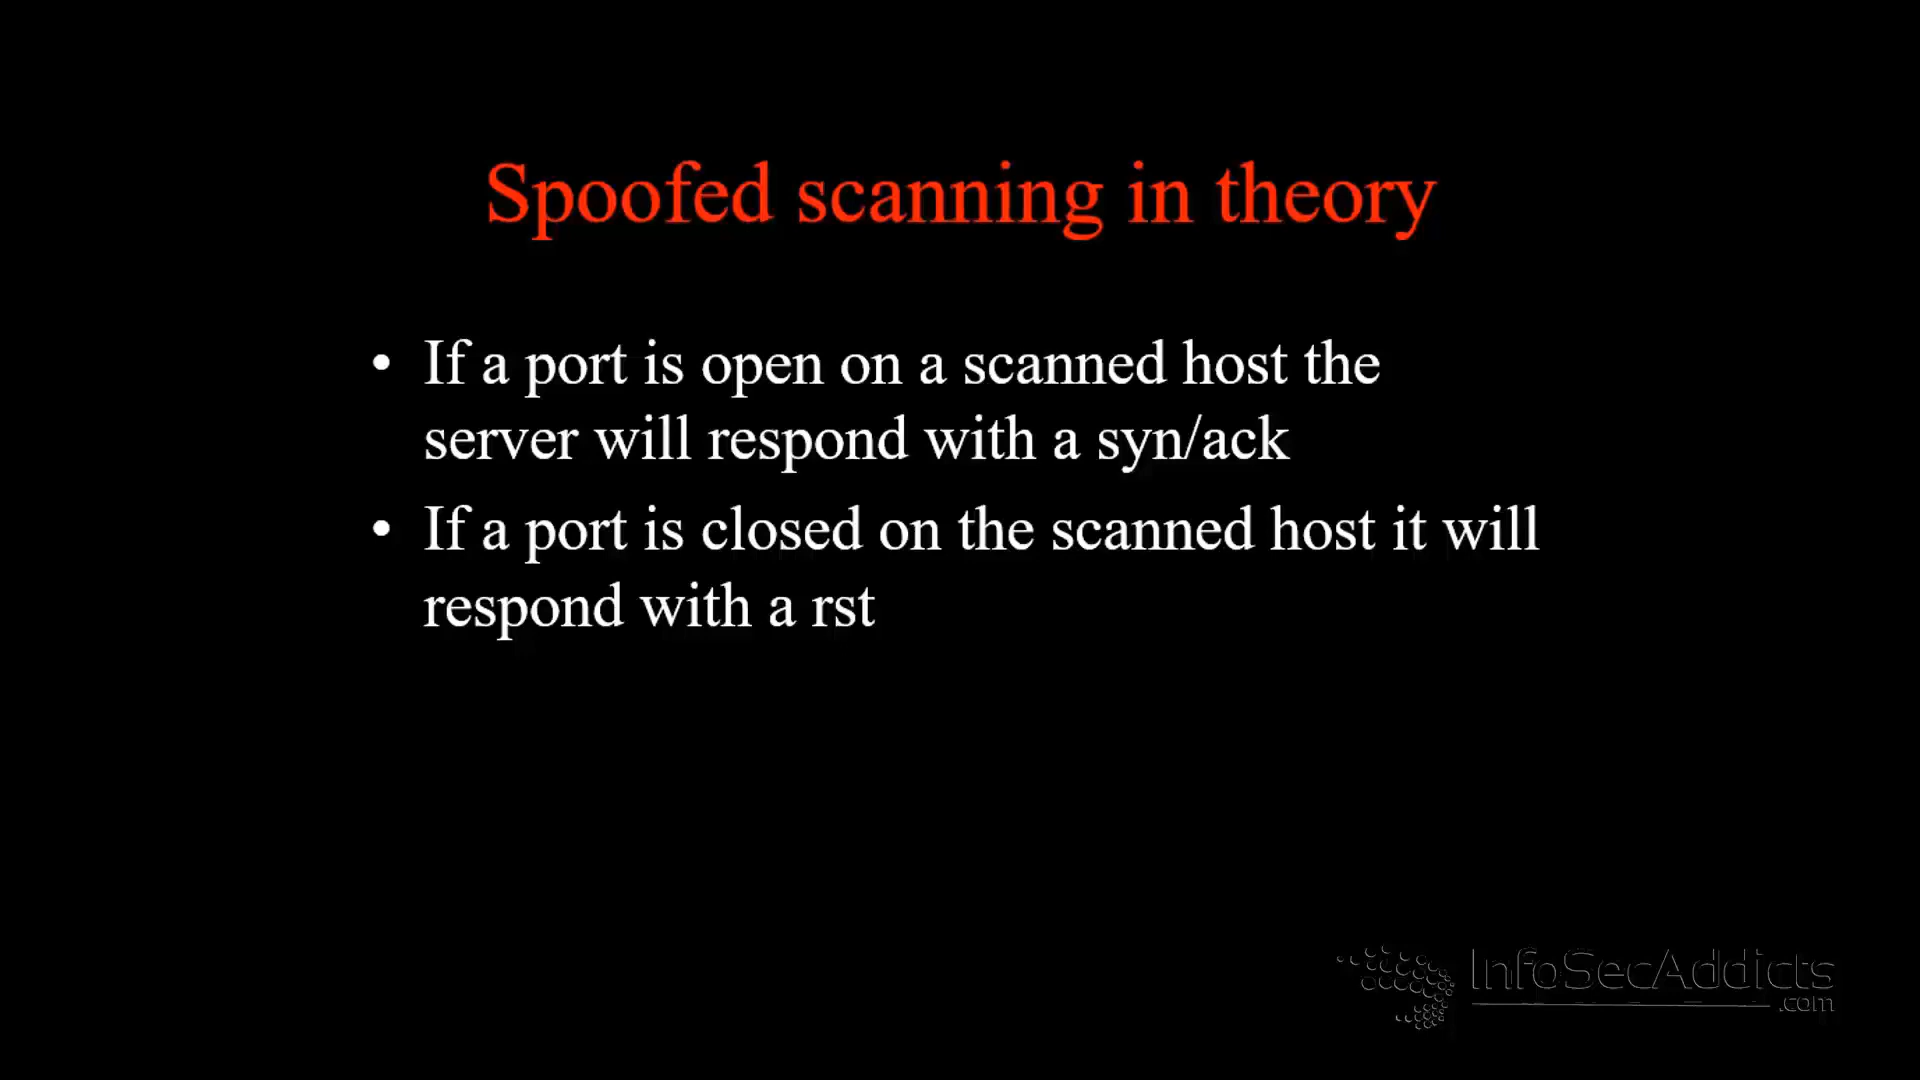 Spoofed scanning in theory
• If a port is open on a scanned host the
server will respond with a syn/ack
• If a port is closed on the scanned host it will
respond with a rst
InfoSecAddicts
.com